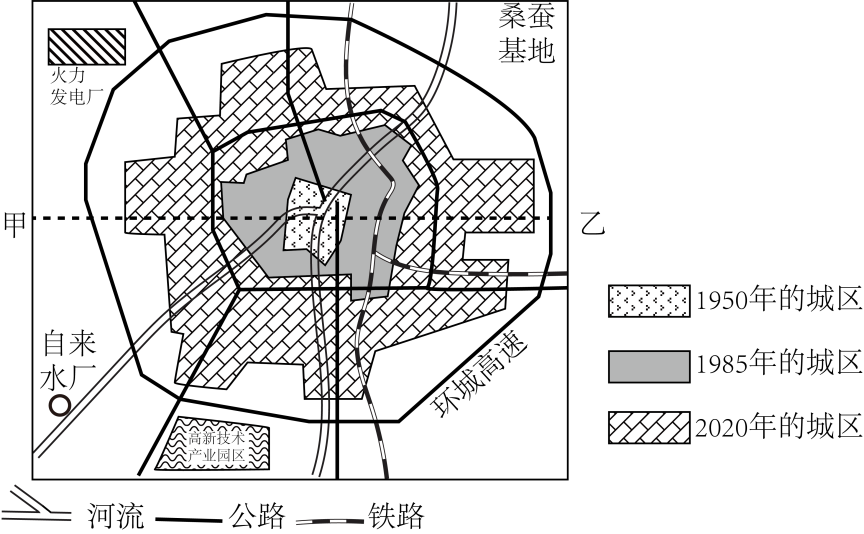 桑蚕
基地
火力
发电厂
甲
乙
自来
水厂
环城高速
高新技术
产业园区
1950年的城区
1985年的城区
2020年的城区
河流
公路
铁路